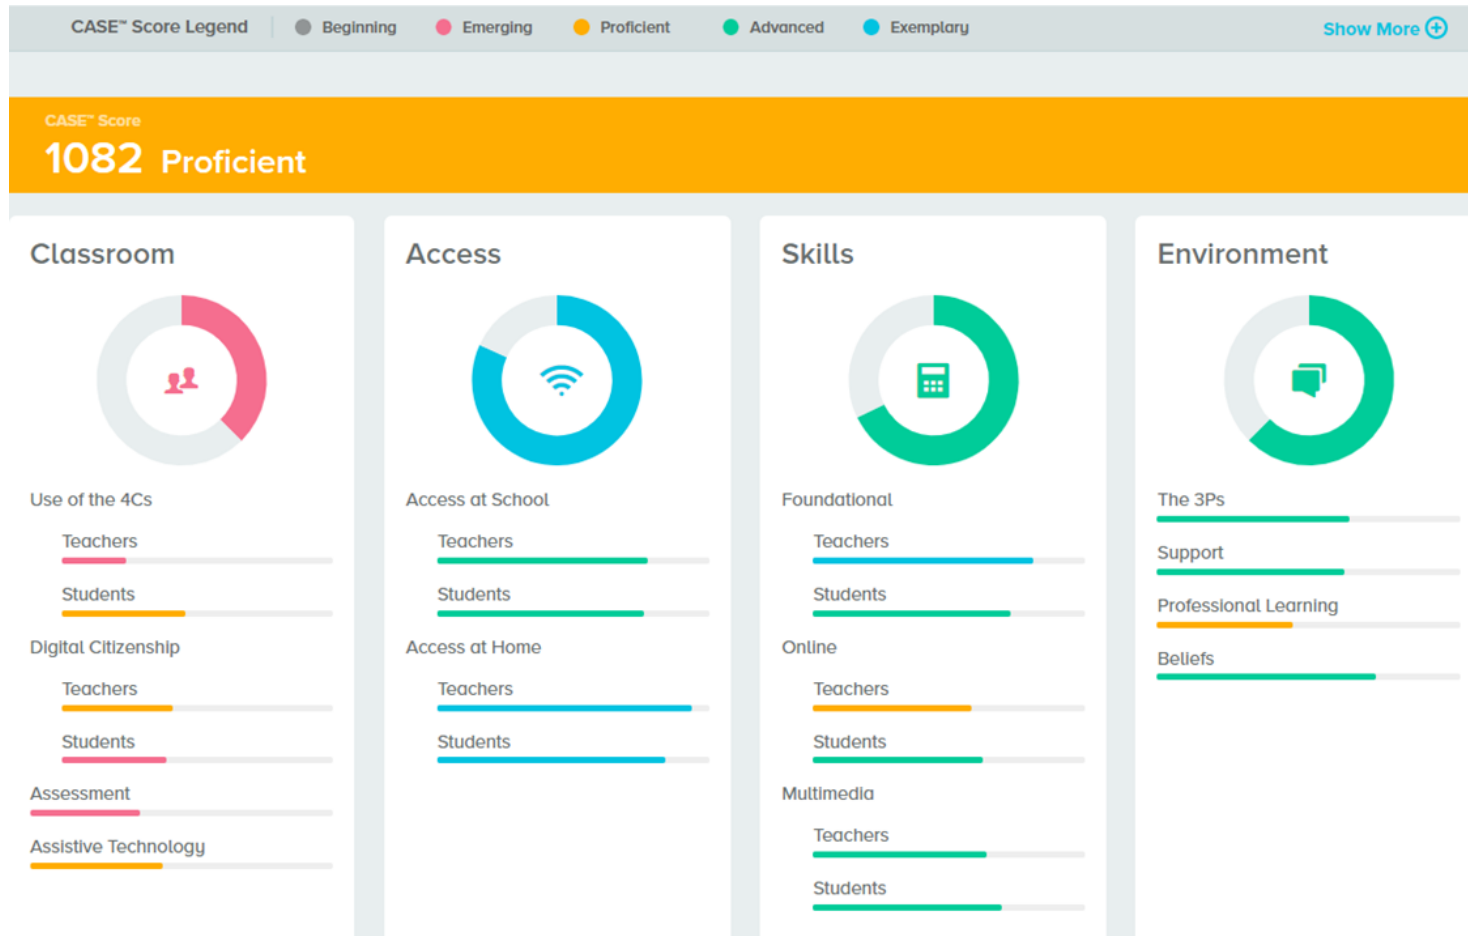 CASE™ Score Legend Beginning Emerging Proficient Advanced Exemplary Show More
CASE™ Score
1082 Proficient
Classroom
Use of the 4Cs
Teachers
Students
Digital Citizenship
Teachers
Students
Assessment
Assistive Technology
Access
Access at School
Teachers
Students
Access at Home
Teachers
Students
Skills
Foundational
Teachers
Students
Online
Teachers
Students
Multimedia
Teachers
Students
Environment
The 3Ps
Support
Professional Learning
Beliefs